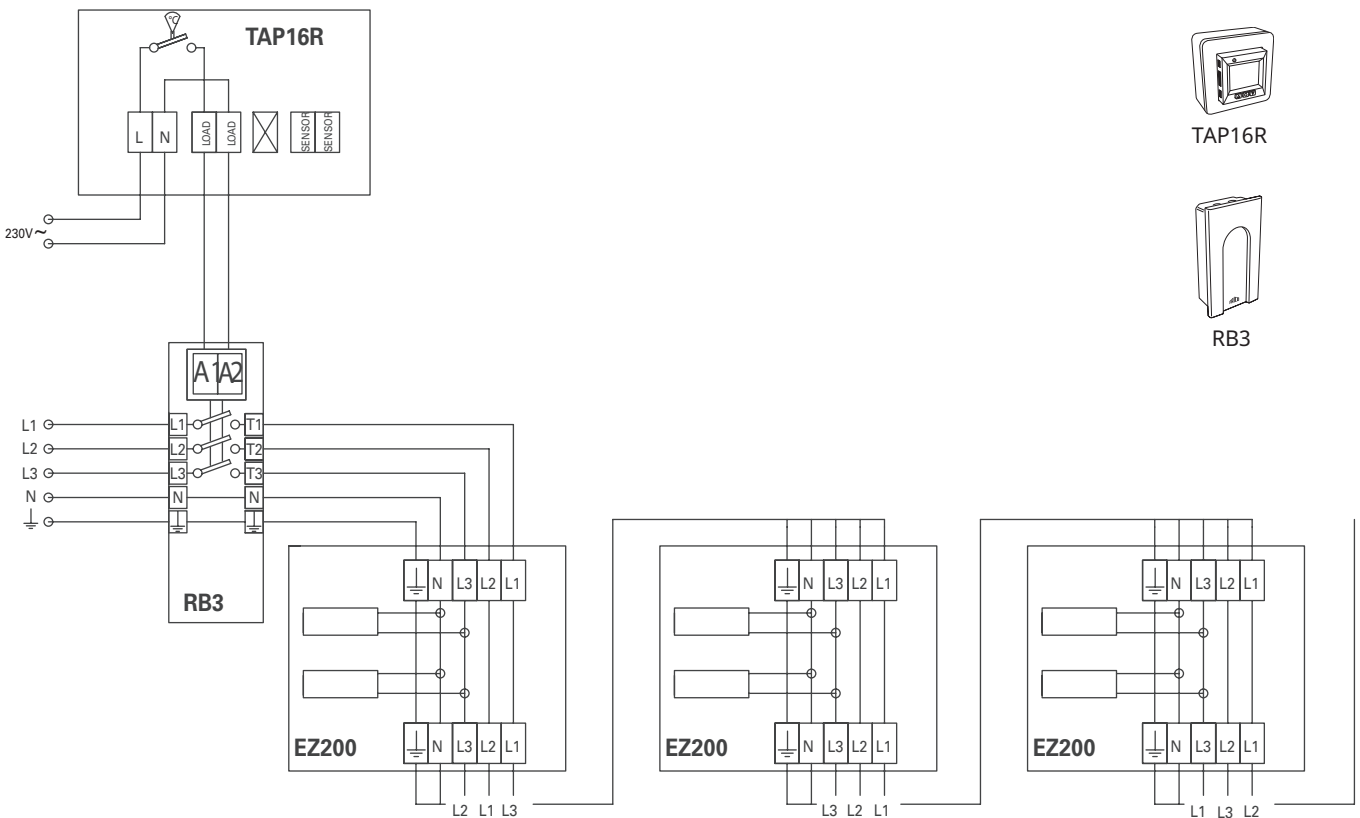 TAP16R
°C
L N LOAD LOAD SENSOR SENSOR
230V~
TAP16R
RB3
A1 A2
L1 L1 T1
L2 L2 T2
L3 L3 T3
N N N
RB3
N L3 L2 L1
N L3 L2 L1
N L3 L2 L1
EZ200 N L3 L2 L1
EZ200 N L3 L2 L1
EZ200 N L3 L2 L1
L2 L1 L3
L3 L2 L1
L1 L3 L2